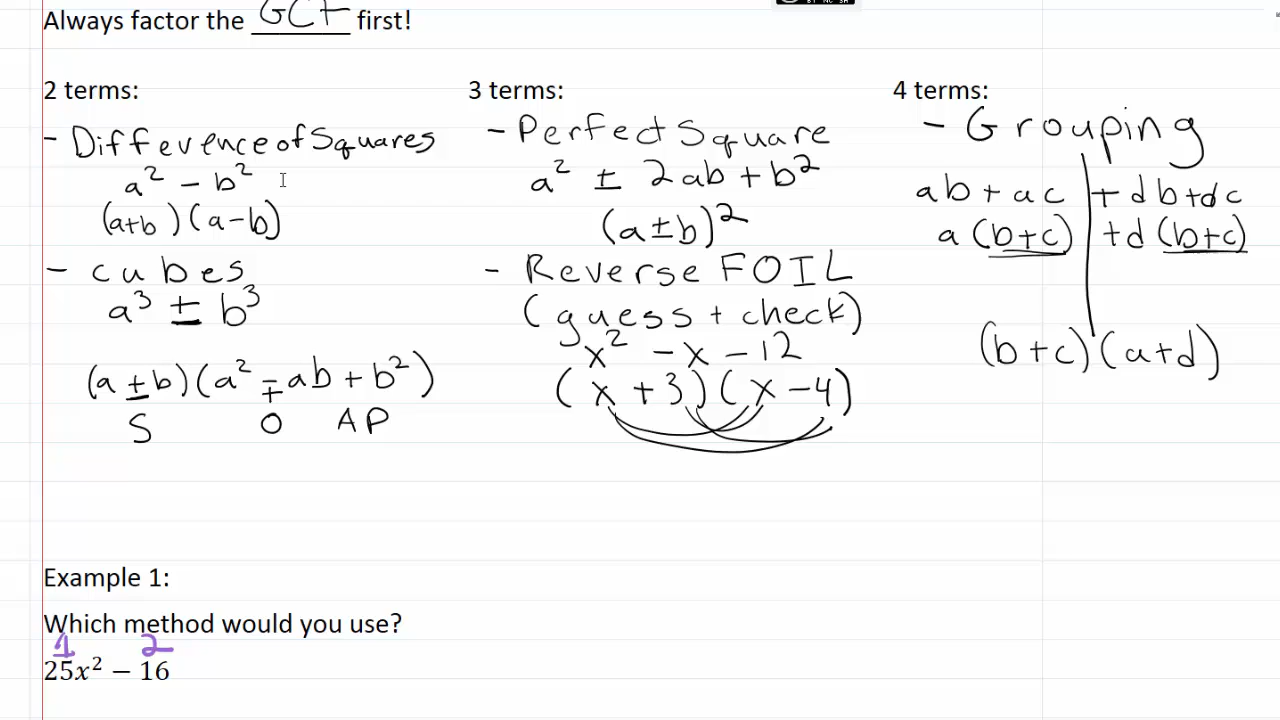 Always factor the GCF first!
2 terms:
- Difference of Squares
a² - b²
(a+b)(a-b)
- cubes
a³ ± b³
(a ± b)(a² ∓ ab + b²)
S O AP
3 terms:
- Perfect Square
a² ± 2ab + b²
(a ± b)²
- Reverse FOIL
(guess + check)
x² - x - 12
(x + 3)(x - 4)
4 terms:
- Grouping
ab + ac + db + dc
a(b+c) + d(b+c)
(b+c)(a+d)
Example 1:
Which method would you use?
1 2
25x² − 16